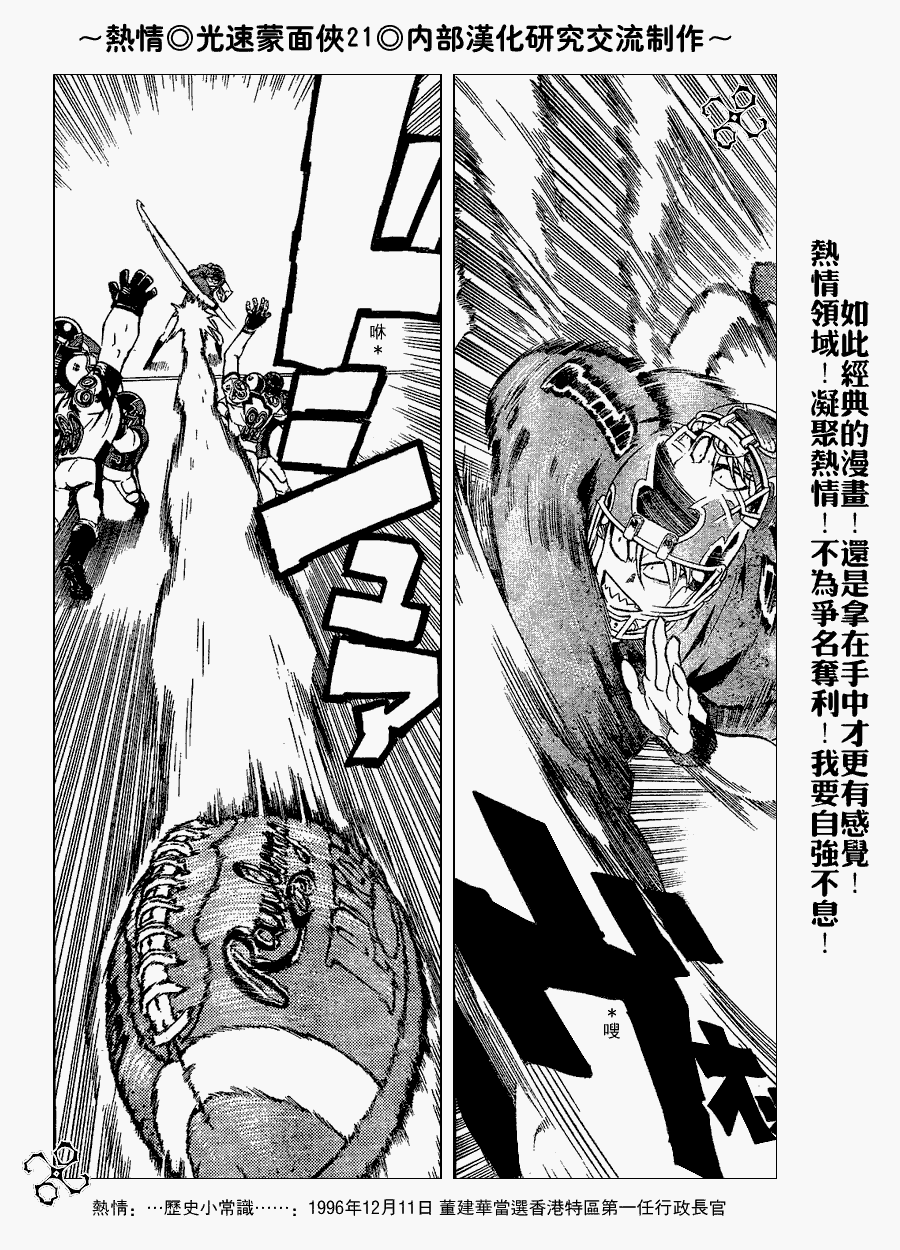 ～熱情◎光速蒙面俠21◎內部漢化研究交流制作～
如此經典的漫畫！還是拿在手中才更有感覺！
熱情領域！凝聚熱情！不為爭名奪利！我要自強不息！
ドシュア
咻
*
*
嗖
Rawlings
熱情：…歷史小常識……：1996年12月11日 董建華當選香港特區第一任行政長官